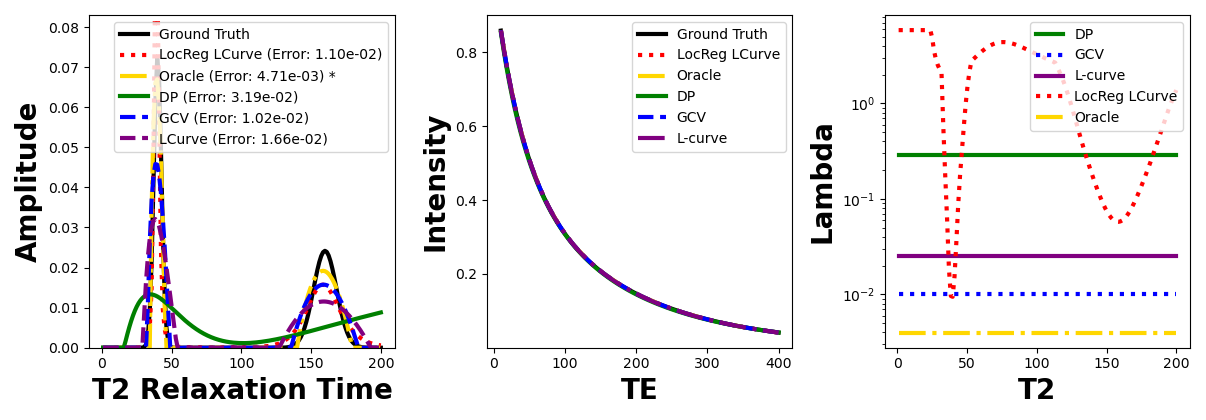 Amplitude
0.08
0.07
0.06
0.05
0.04
0.03
0.02
0.01
0.00
Ground Truth
LocReg LCurve (Error: 1.10e-02)
Oracle (Error: 4.71e-03) *
DP (Error: 3.19e-02)
GCV (Error: 1.02e-02)
LCurve (Error: 1.66e-02)
0 50 100 150 200
T2 Relaxation Time
Intensity
0.8
0.6
0.4
0.2
Ground Truth
LocReg LCurve
Oracle
DP
GCV
L-curve
0 100 200 300 400
TE
Lambda
10⁰
10⁻¹
10⁻²
DP
GCV
L-curve
LocReg LCurve
Oracle
0 50 100 150 200
T2